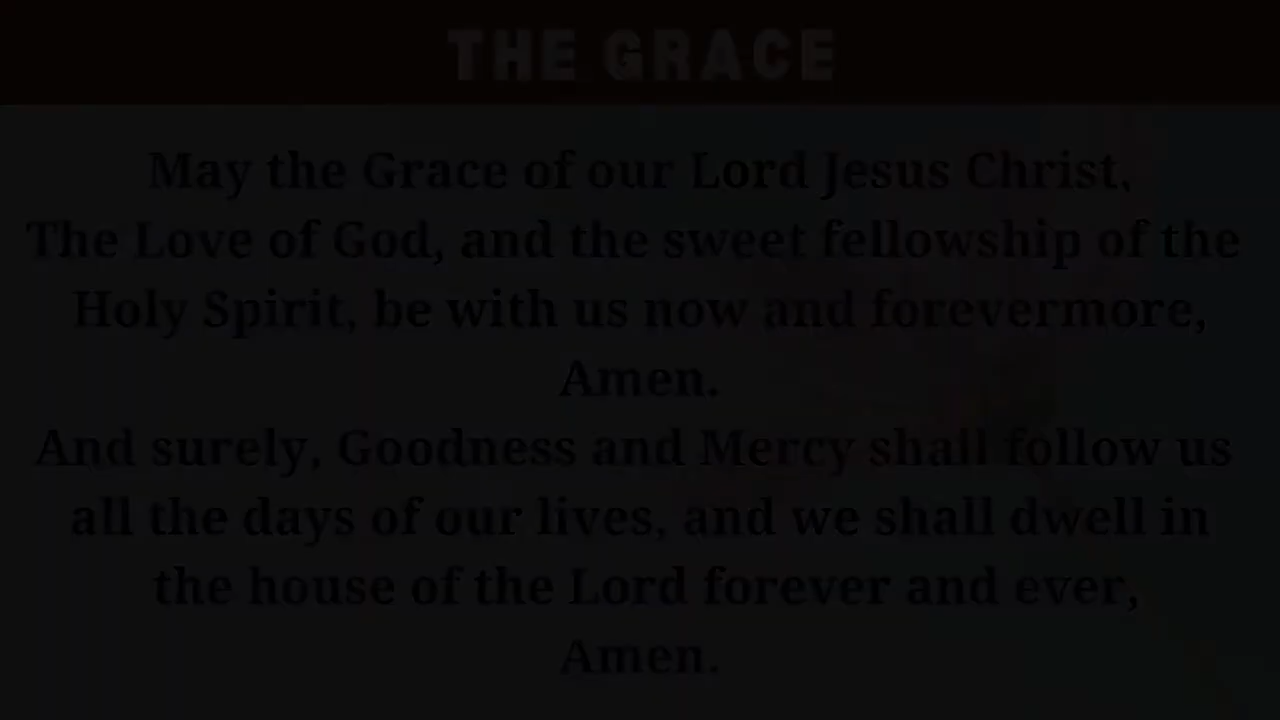 THE GRACE
May the Grace of our Lord Jesus Christ,
The Love of God, and the sweet fellowship of the
Holy Spirit, be with us now and forevermore,
Amen.
And surely, Goodness and Mercy shall follow us
all the days of our lives, and we shall dwell in
the house of the Lord forever and ever,
Amen.